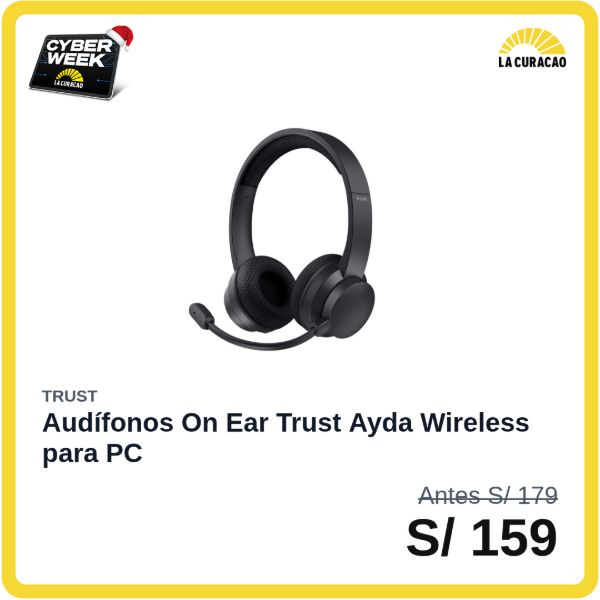 CYBER
WEEK
LA CURACAO
LA CURACAO
TRUST
Audífonos On Ear Trust Ayda Wireless
para PC
Antes S/ 179
S/ 159